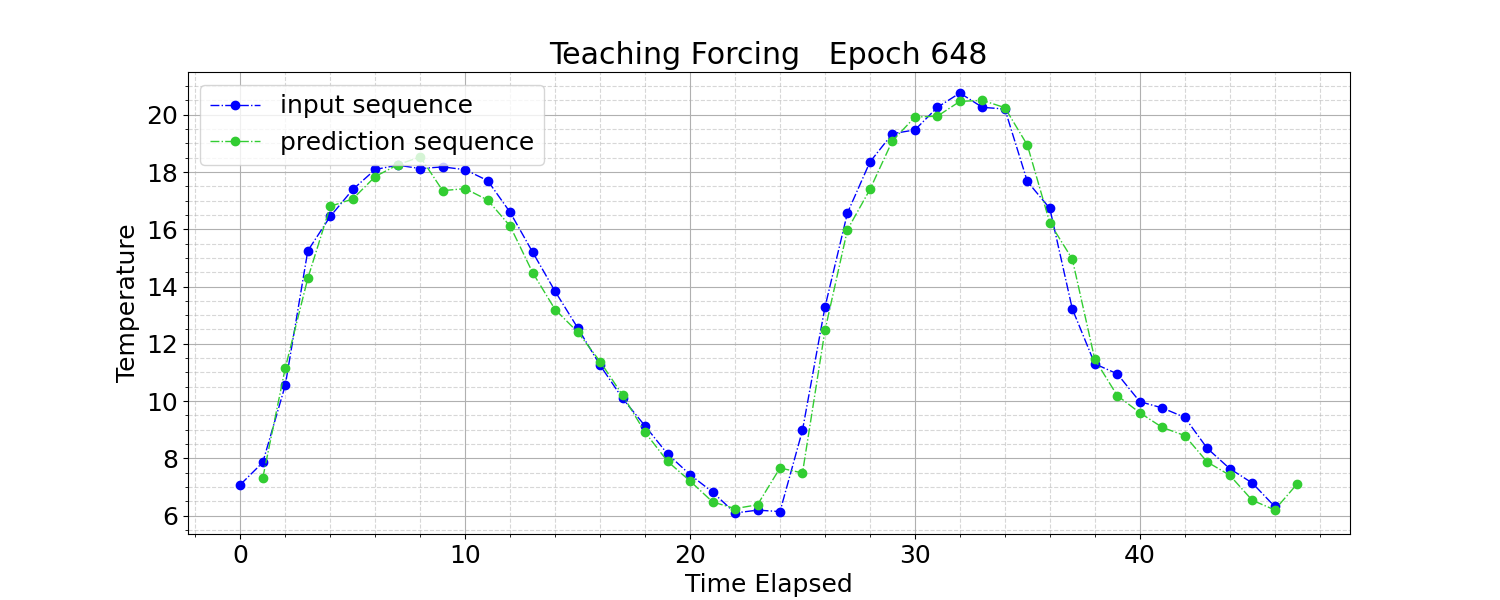 Teaching Forcing   Epoch 648
input sequence
prediction sequence
Temperature
20
18
16
14
12
10
8
6
0 10 20 30 40
Time Elapsed